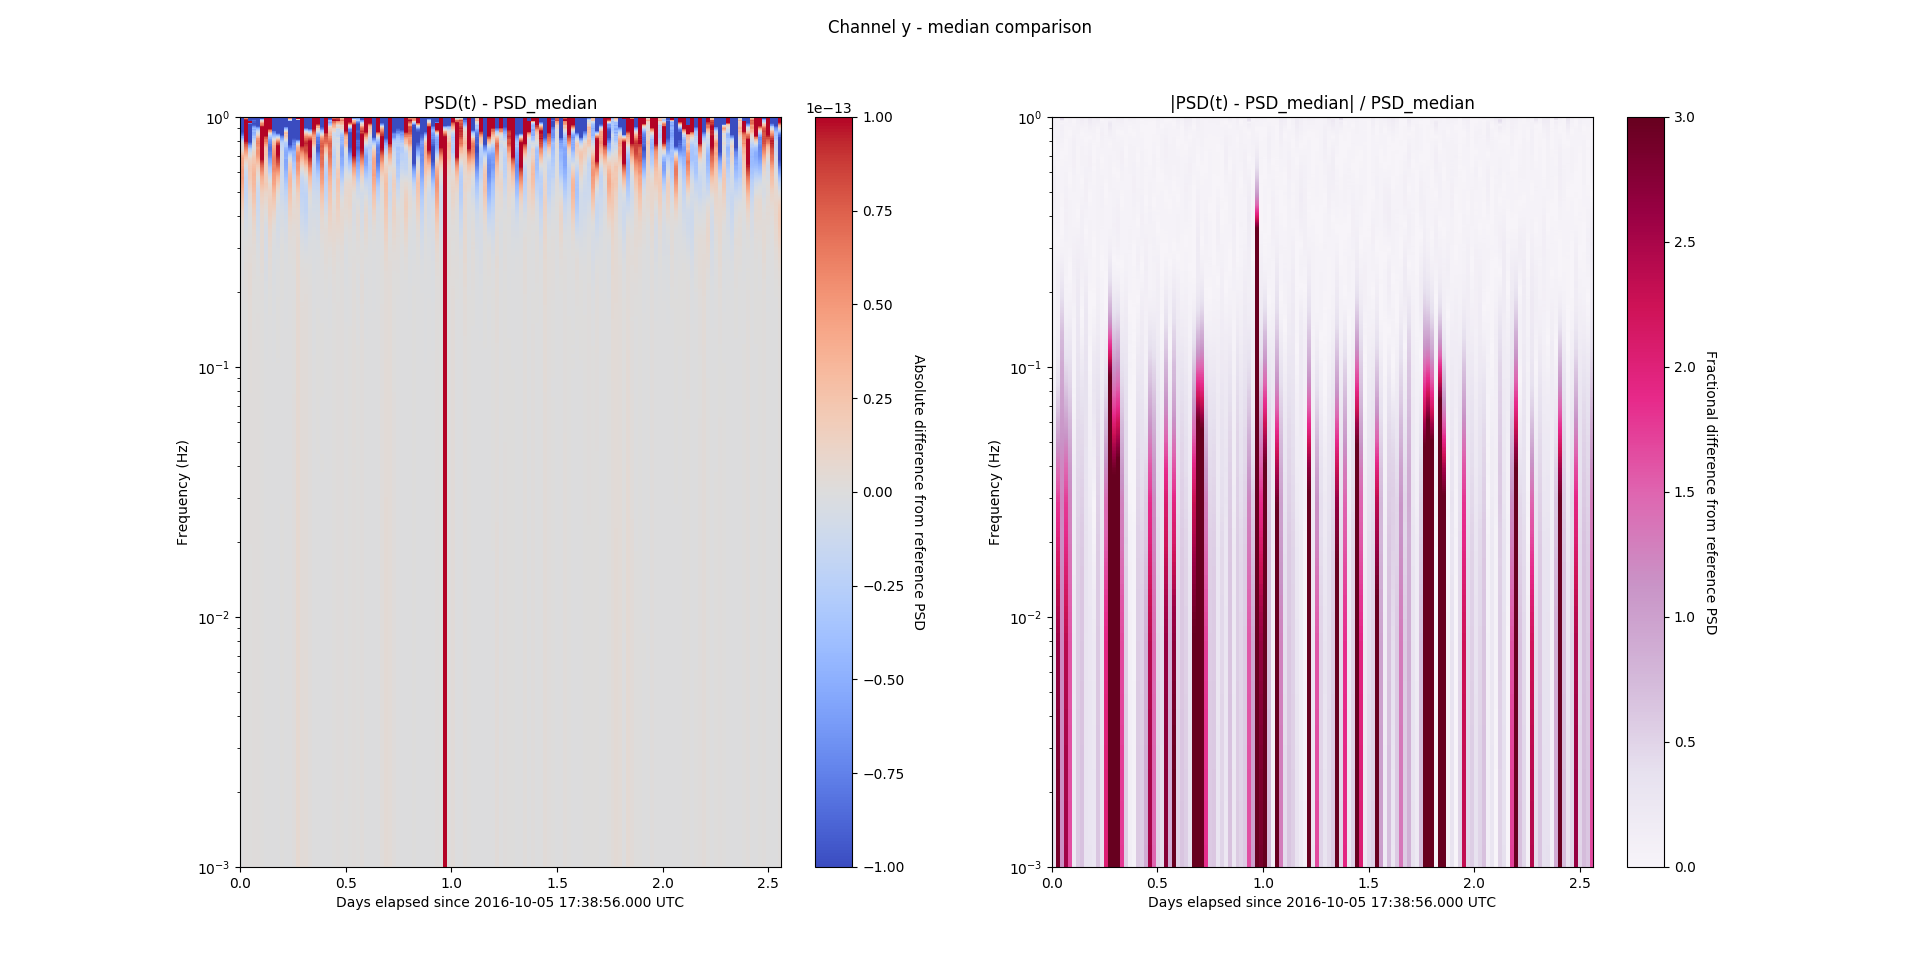 Channel y - median comparison
PSD(t) - PSD_median
1e−13
Frequency (Hz)
10⁰
10⁻¹
10⁻²
10⁻³
0.0 0.5 1.0 1.5 2.0 2.5
Days elapsed since 2016-10-05 17:38:56.000 UTC
1.00
0.75
0.50
0.25
0.00
−0.25
−0.50
−0.75
−1.00
Absolute difference from reference PSD
|PSD(t) - PSD_median| / PSD_median
Frequency (Hz)
10⁰
10⁻¹
10⁻²
10⁻³
0.0 0.5 1.0 1.5 2.0 2.5
Days elapsed since 2016-10-05 17:38:56.000 UTC
3.0
2.5
2.0
1.5
1.0
0.5
0.0
Fractional difference from reference PSD